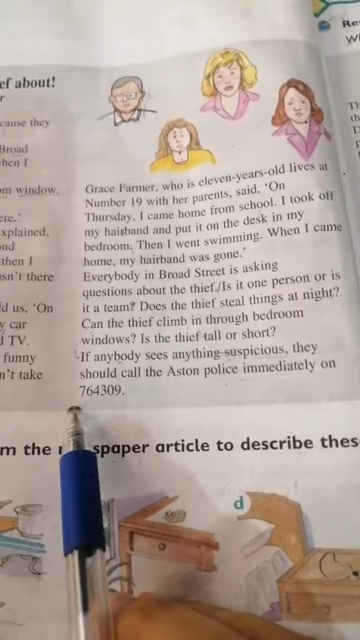 Re
W
ef about!
r
cause they
Broad
hen I
om window,
ere.'
xplained,
ond
then I
sn't there
d us, 'On
y car
TV.
funny
n't take
Grace Farmer, who is eleven-years-old lives at
Number 19 with her parents, said, 'On
Thursday, I came home from school. I took off
my hairband and put it on the desk in my
bedroom. Then I went swimming. When I came
home, my hairband was gone.'
Everybody in Broad Street is asking
questions about the thief. Is it one person or is
it a team? Does the thief steal things at night?
Can the thief climb in through bedroom
windows? Is the thief tall or short?
If anybody sees anything suspicious, they
should call the Aston police immediately on
764309.
m the spaper article to describe thes
d